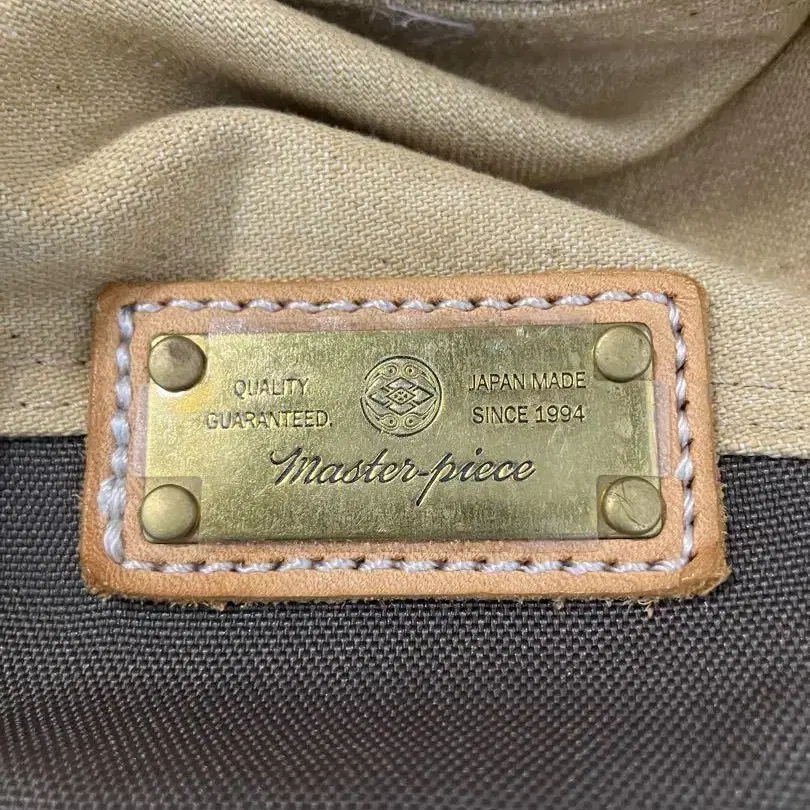 QUALITY
GUARANTEED.
JAPAN MADE
SINCE 1994
Master-piece